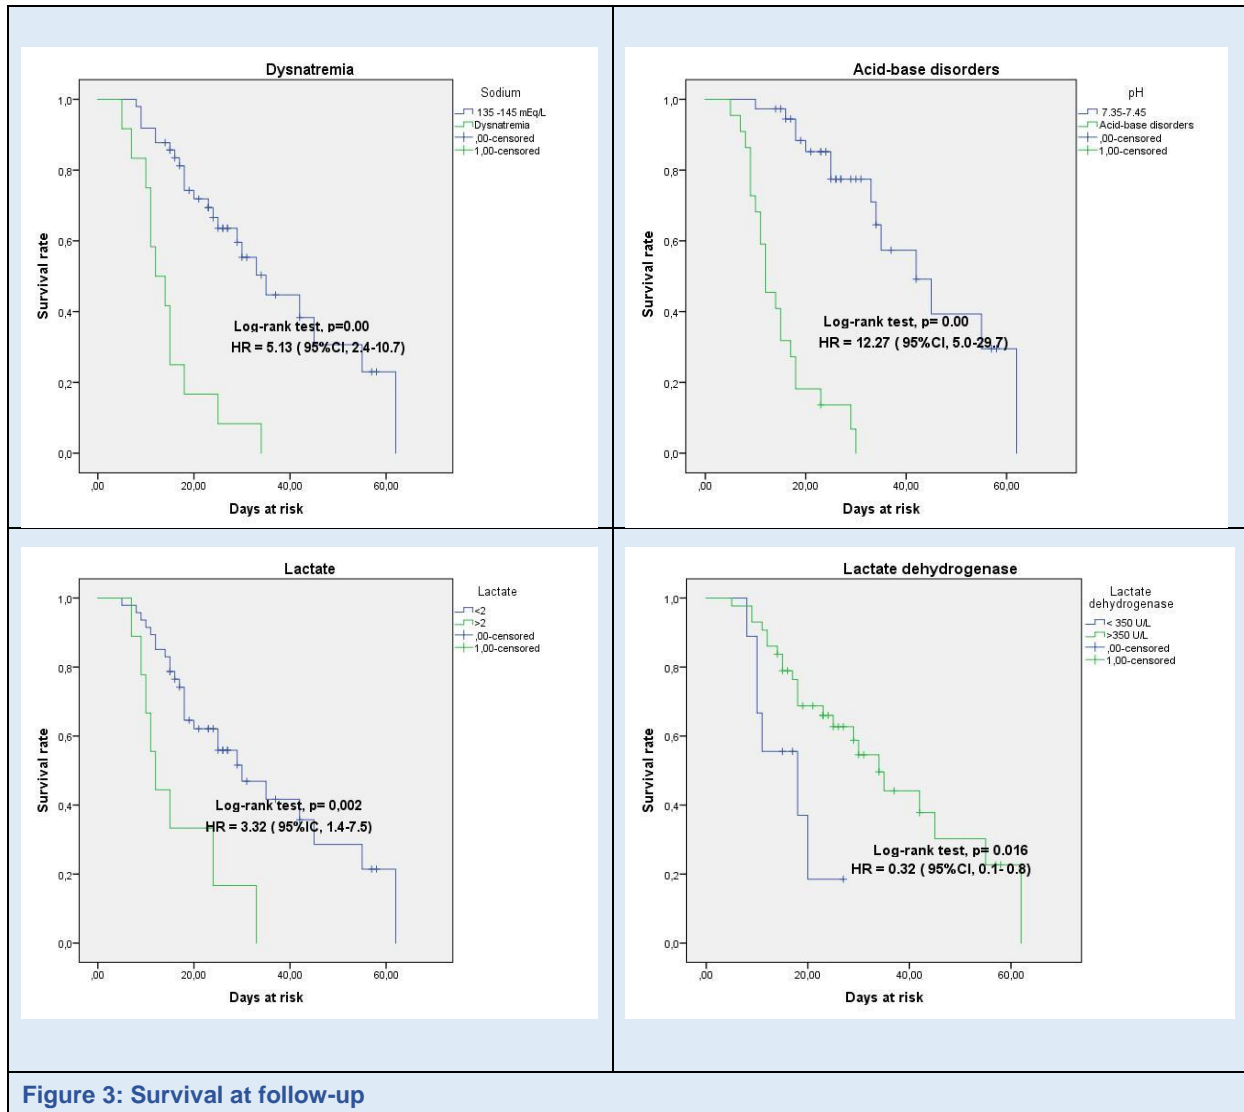 Dysnatremia
Sodium
135 -145 mEq/L
Dysnatremia
,00-censored
1,00-censored
1,0
0,8
0,6
0,4
0,2
0,0
Survival rate
Log-rank test, p=0.00
HR = 5.13 ( 95%CI, 2.4-10.7)
,00
20,00
40,00
60,00
Days at risk
Acid-base disorders
pH
7.35-7.45
Acid-base disorders
,00-censored
1,00-censored
1,0
0,8
0,6
0,4
0,2
0,0
Survival rate
Log-rank test, p= 0.00
HR = 12.27 ( 95%CI, 5.0-29.7)
,00
20,00
40,00
60,00
Days at risk
Lactate
Lactate
<2
>2
,00-censored
1,00-censored
1,0
0,8
0,6
0,4
0,2
0,0
Survival rate
Log-rank test, p= 0,002
HR = 3.32 ( 95%IC, 1.4-7.5)
,00
20,00
40,00
60,00
Days at risk
Lactate dehydrogenase
Lactate
dehydrogenase
< 350 U/L
>350 U/L
,00-censored
1,00-censored
1,0
0,8
0,6
0,4
0,2
0,0
Survival rate
Log-rank test, p= 0.016
HR = 0.32 ( 95%CI, 0.1- 0.8)
,00
20,00
40,00
60,00
Days at risk
Figure 3: Survival at follow-up